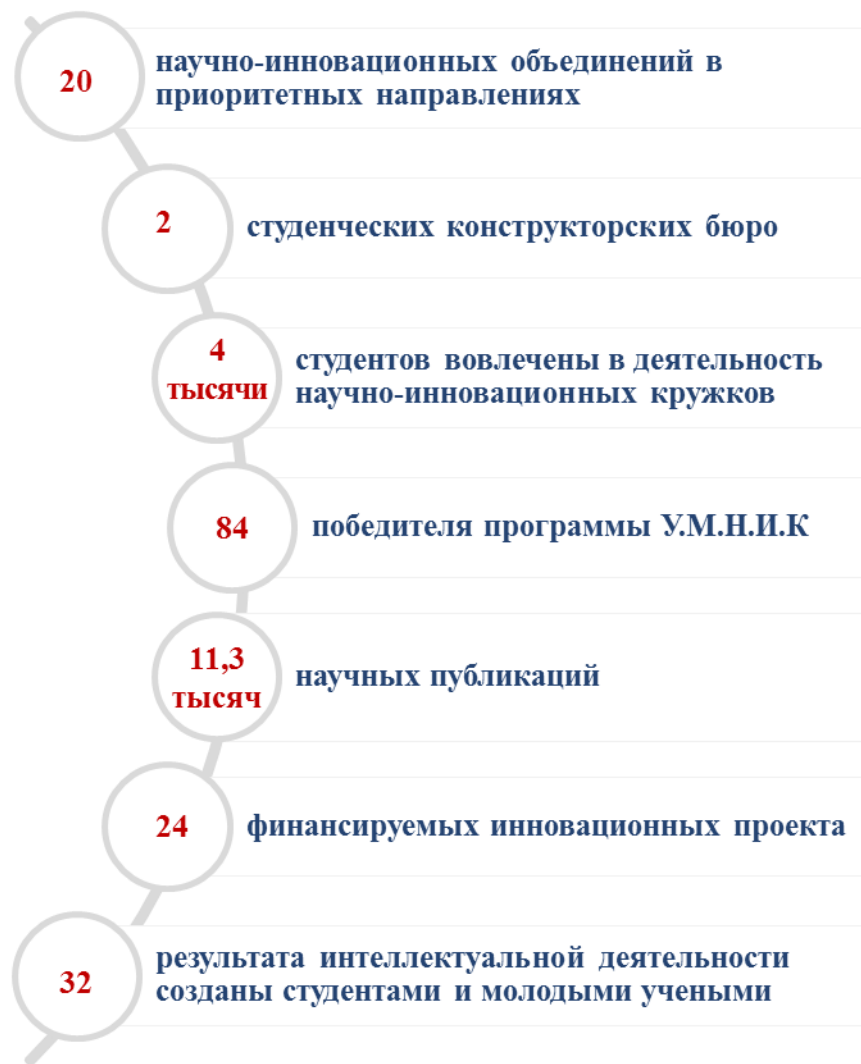 20
научно-инновационных объединений в
приоритетных направлениях
2
студенческих конструкторских бюро
4
тысячи
студентов вовлечены в деятельность
научно-инновационных кружков
84
победителя программы У.М.Н.И.К
11,3
тысяч
научных публикаций
24
финансируемых инновационных проекта
32
результата интеллектуальной деятельности
созданы студентами и молодыми учеными